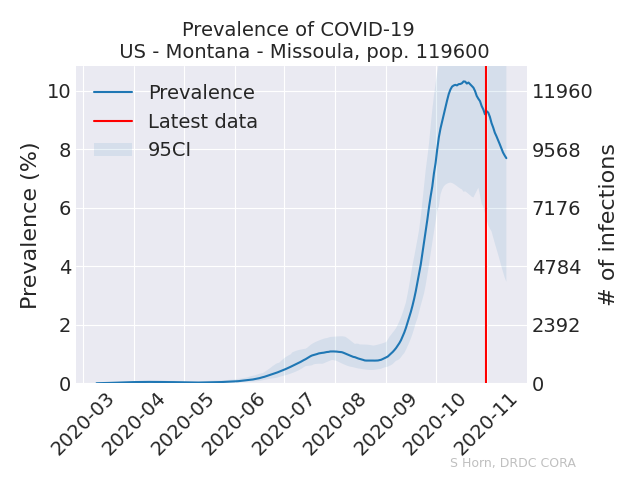 Prevalence of COVID-19
US - Montana - Missoula, pop. 119600
Prevalence
Latest data
95CI
Prevalence (%)
10
8
6
4
2
0
11960
9568
7176
4784
2392
0
# of infections
2020-03
2020-04
2020-05
2020-06
2020-07
2020-08
2020-09
2020-10
2020-11
S Horn, DRDC CORA